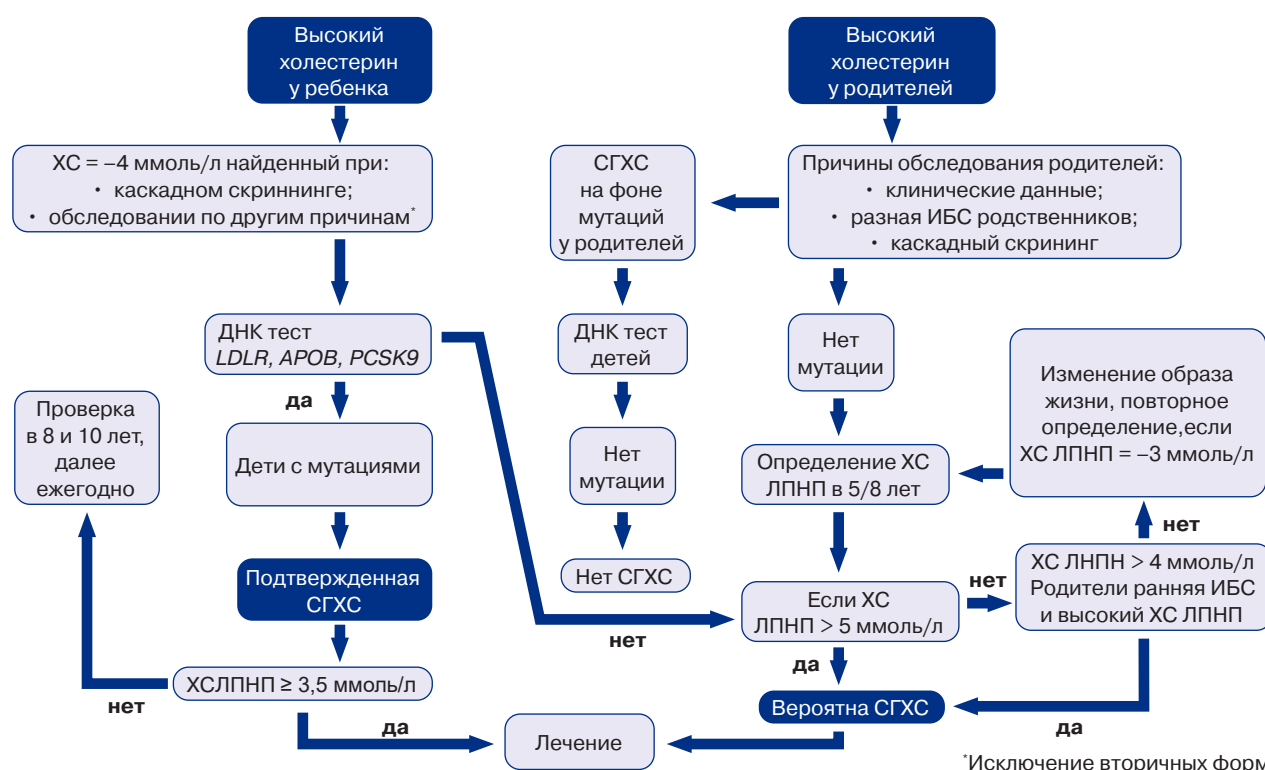 Высокий
холестерин
у ребенка
Высокий
холестерин
у родителей
ХС = –4 ммоль/л найденный при:
• каскадном скриннинге;
• обследовании по другим причинам*
СГХС
на фоне
мутаций
у родителей
Причины обследования родителей:
• клинические данные;
• разная ИБС родственников;
• каскадный скрининг
ДНК тест
LDLR, APOB, PCSK9
ДНК тест
детей
Нет
мутации
Изменение образа
жизни, повторное
определение,если
ХС ЛПНП = –3 ммоль/л
да
Проверка
в 8 и 10 лет,
далее
ежегодно
Дети с мутациями
Нет
мутации
Определение ХС
ЛПНП в 5/8 лет
нет
Подтвержденная
СГХС
Нет СГХС
Если ХС
ЛПНП > 5 ммоль/л
нет
ХС ЛНПН > 4 ммоль/л
Родители ранняя ИБС
и высокий ХС ЛПНП
нет
да
ХСЛПНП ≥ 3,5 ммоль/л
нет
да
Вероятна СГХС
да
Лечение
*Исключение вторичных форм